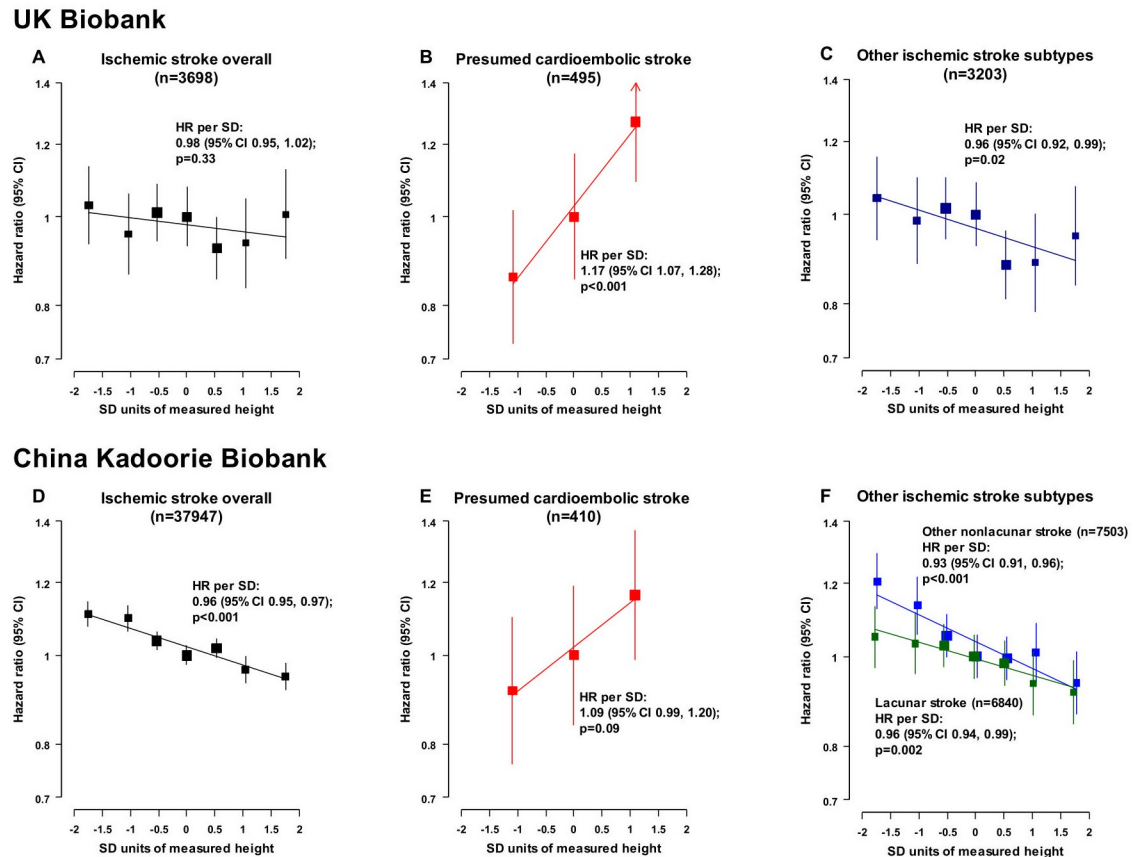 UK Biobank
A
Ischemic stroke overall
(n=3698)
Hazard ratio (95% CI)
1.4
1.2
1
0.8
0.7
HR per SD:
0.98 (95% CI 0.95, 1.02);
p=0.33
-2 -1.5 -1 -0.5 0 0.5 1 1.5 2
SD units of measured height
B
Presumed cardioembolic stroke
(n=495)
Hazard ratio (95% CI)
1.4
1.2
1
0.8
0.7
HR per SD:
1.17 (95% CI 1.07, 1.28);
p<0.001
-2 -1.5 -1 -0.5 0 0.5 1 1.5 2
SD units of measured height
C
Other ischemic stroke subtypes
(n=3203)
Hazard ratio (95% CI)
1.4
1.2
1
0.8
0.7
HR per SD:
0.96 (95% CI 0.92, 0.99);
p=0.02
-2 -1.5 -1 -0.5 0 0.5 1 1.5 2
SD units of measured height
China Kadoorie Biobank
D
Ischemic stroke overall
(n=37947)
Hazard ratio (95% CI)
1.4
1.2
1
0.8
0.7
HR per SD:
0.96 (95% CI 0.95, 0.97);
p<0.001
-2 -1.5 -1 -0.5 0 0.5 1 1.5 2
SD units of measured height
E
Presumed cardioembolic stroke
(n=410)
Hazard ratio (95% CI)
1.4
1.2
1
0.8
0.7
HR per SD:
1.09 (95% CI 0.99, 1.20);
p=0.09
-2 -1.5 -1 -0.5 0 0.5 1 1.5 2
SD units of measured height
F
Other ischemic stroke subtypes
Hazard ratio (95% CI)
1.4
1.2
1
0.8
0.7
Other nonlacunar stroke (n=7503)
HR per SD:
0.93 (95% CI 0.91, 0.96);
p<0.001
Lacunar stroke (n=6840)
HR per SD:
0.96 (95% CI 0.94, 0.99);
p=0.002
-2 -1.5 -1 -0.5 0 0.5 1 1.5 2
SD units of measured height